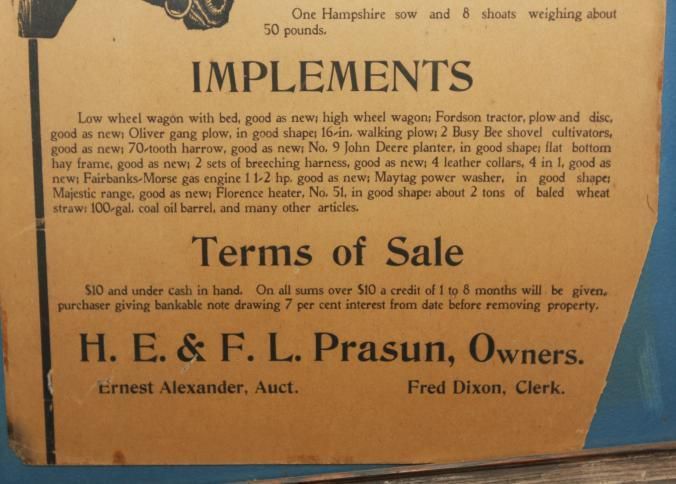 One Hampshire sow and 8 shoats weighing about
50 pounds.
IMPLEMENTS
Low wheel wagon with bed, good as new; high wheel wagon; Fordson tractor, plow and disc,
good as new; Oliver gang plow, in good shape; 16-in. walking plow; 2 Busy Bee shovel cultivators,
good as new; 70-tooth harrow, good as new; No. 9 John Deere planter, in good shape; flat bottom
hay frame, good as new; 2 sets of breeching harness, good as new; 4 leather collars, 4 in 1, good as
new; Fairbanks-Morse gas engine 1 1-2 hp. good as new; Maytag power washer, in good shape;
Majestic range, good as new; Florence heater, No. 51, in good shape: about 2 tons of baled wheat
straw: 100-gal. coal oil barrel, and many other articles.
Terms of Sale
$10 and under cash in hand. On all sums over $10 a credit of 1 to 8 months will be given,
purchaser giving bankable note drawing 7 per cent interest from date before removing property.
H. E. & F. L. Prasun, Owners.
Ernest Alexander, Auct. Fred Dixon, Clerk.